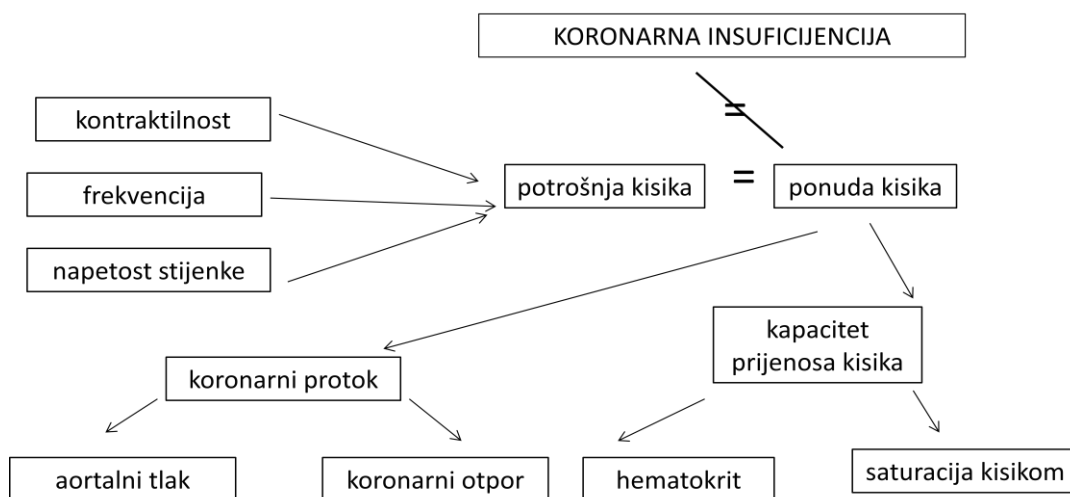 KORONARNA INSUFICIJENCIJA
=
kontraktilnost
frekvencija
potrošnja kisika
=
ponuda kisika
napetost stijenke
kapacitet
prijenosa kisika
koronarni protok
aortalni tlak
koronarni otpor
hematokrit
saturacija kisikom